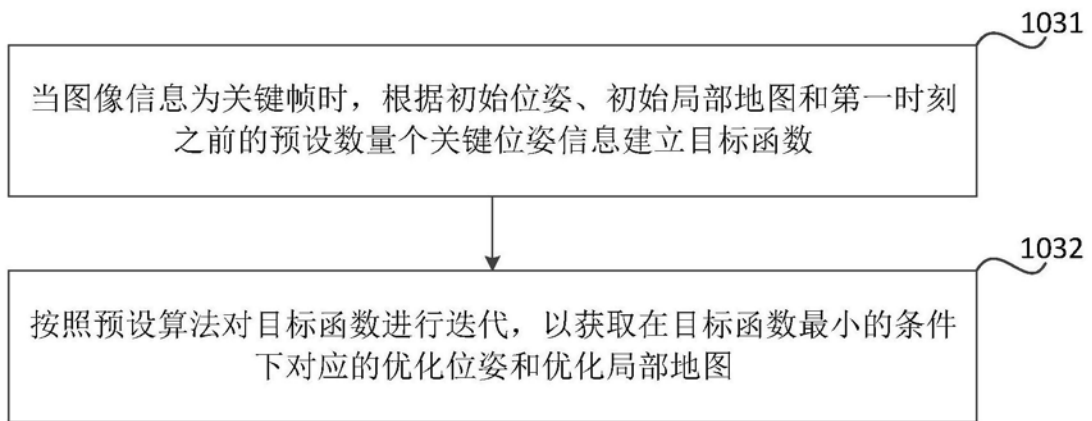 1031
当图像信息为关键帧时，根据初始位姿、初始局部地图和第一时刻
之前的预设数量个关键位姿信息建立目标函数
1032
按照预设算法对目标函数进行迭代，以获取在目标函数最小的条件
下对应的优化位姿和优化局部地图